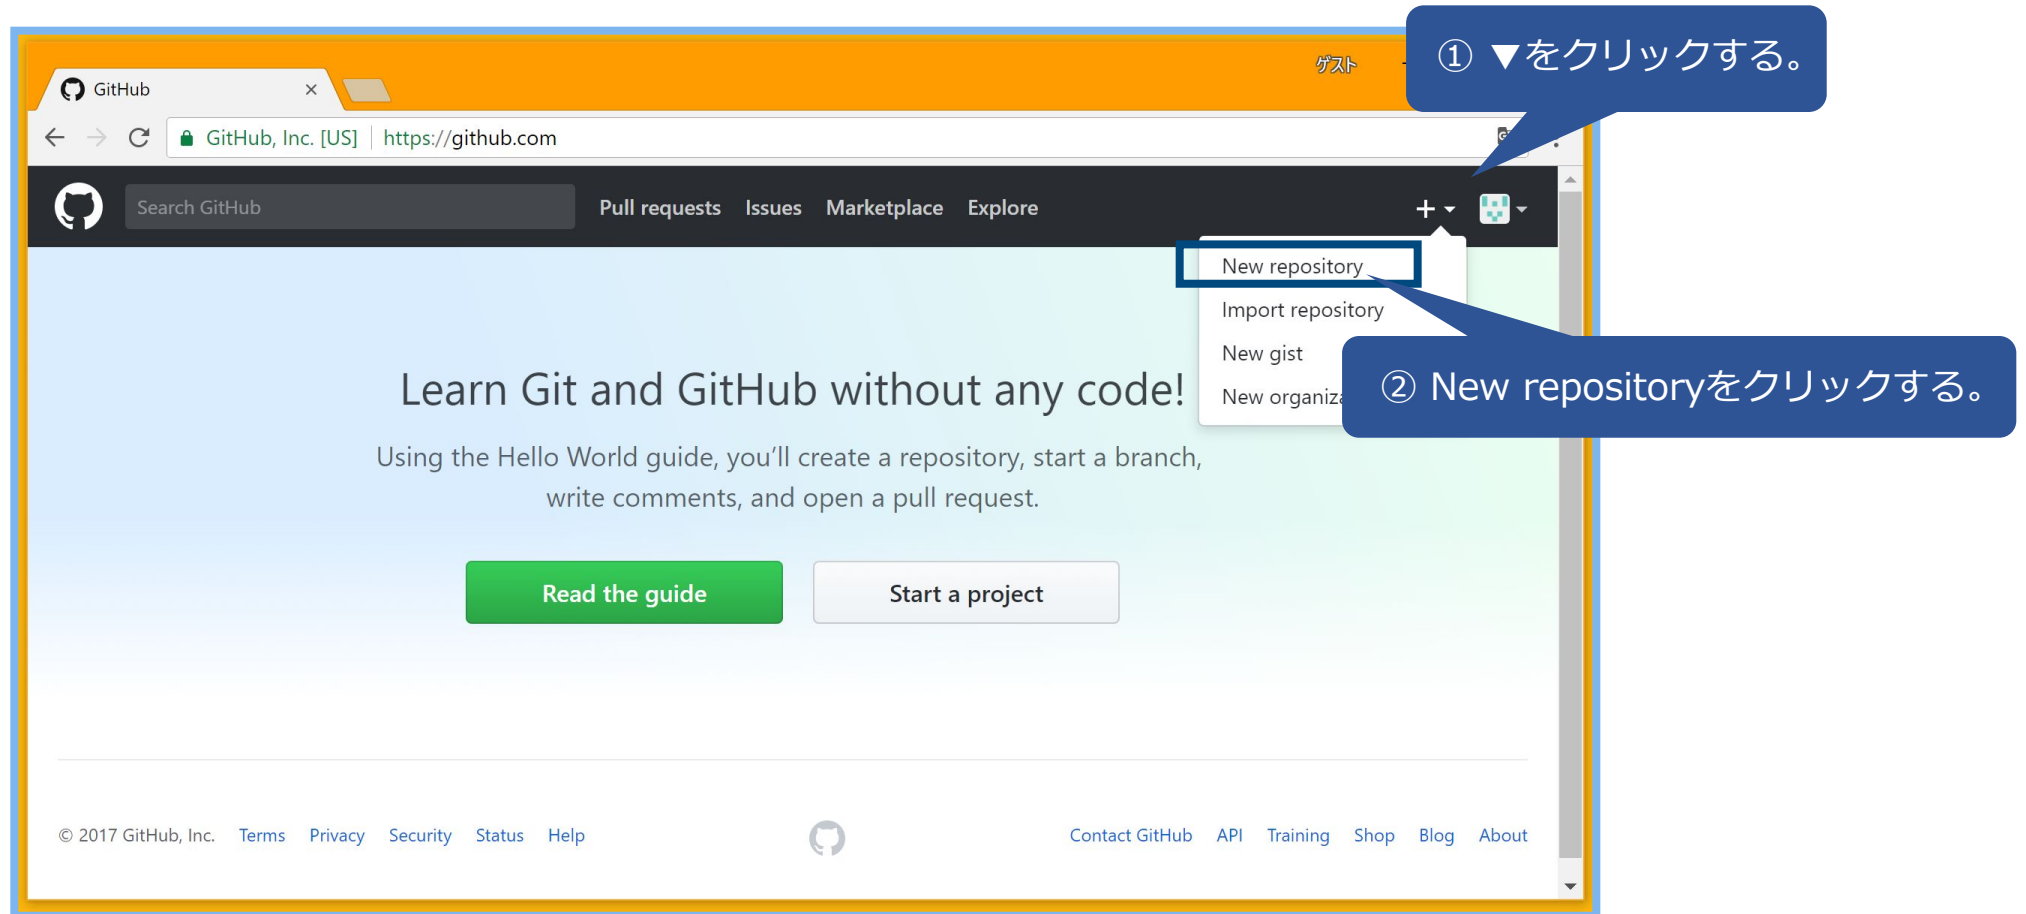 ① ▼をクリックする。
ゲスト
GitHub
GitHub, Inc. [US] https://github.com
Search GitHub Pull requests Issues Marketplace Explore
New repository
Import repository
New gist
② New repositoryをクリックする。
Learn Git and GitHub without any code!
Using the Hello World guide, you'll create a repository, start a branch,
write comments, and open a pull request.
Read the guide Start a project
© 2017 GitHub, Inc. Terms Privacy Security Status Help Contact GitHub API Training Shop Blog About